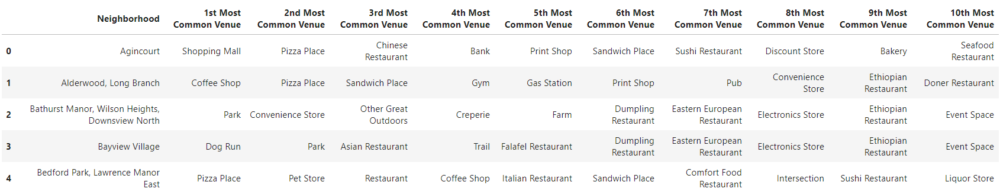 Neighborhood 1st Most Common Venue 2nd Most Common Venue 3rd Most Common Venue 4th Most Common Venue 5th Most Common Venue 6th Most Common Venue 7th Most Common Venue 8th Most Common Venue 9th Most Common Venue 10th Most Common Venue
0 Agincourt Shopping Mall Pizza Place Chinese Restaurant Bank Print Shop Sandwich Place Sushi Restaurant Discount Store Bakery Seafood Restaurant
1 Alderwood, Long Branch Coffee Shop Pizza Place Sandwich Place Gym Gas Station Print Shop Pub Convenience Store Ethiopian Restaurant Doner Restaurant
2 Bathurst Manor, Wilson Heights, Downsview North Park Convenience Store Other Great Outdoors Creperie Farm Dumpling Restaurant Eastern European Restaurant Electronics Store Ethiopian Restaurant Event Space
3 Bayview Village Dog Run Park Asian Restaurant Trail Falafel Restaurant Dumpling Restaurant Eastern European Restaurant Electronics Store Ethiopian Restaurant Event Space
4 Bedford Park, Lawrence Manor East Pizza Place Pet Store Restaurant Coffee Shop Italian Restaurant Sandwich Place Comfort Food Restaurant Intersection Sushi Restaurant Liquor Store